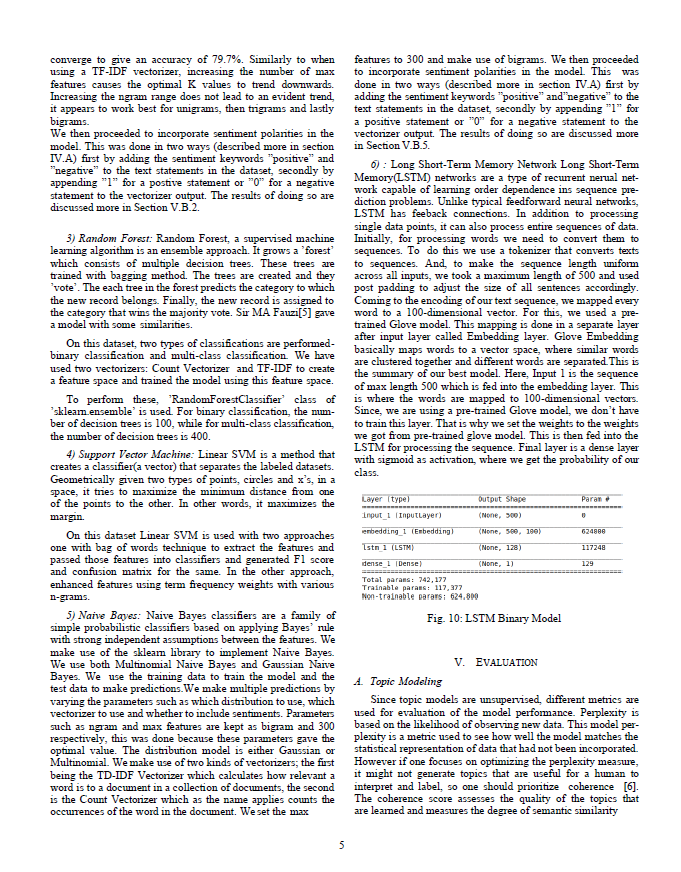 converge to give an accuracy of 79.7%. Similarly to when
using a TF-IDF vectorizer, increasing the number of max
features causes the optimal K values to trend downwards.
Increasing the ngram range does not lead to an evident trend,
it appears to work best for unigrams, then trigrams and lastly
bigrams.
We then proceeded to incorporate sentiment polarities in the
model. This was done in two ways (described more in section
IV.A) first by adding the sentiment keywords ”positive” and
”negative” to the text statements in the dataset, secondly by
appending ”1” for a postive statement or ”0” for a negative
statement to the vectorizer output. The results of doing so are
discussed more in Section V.B.2.
3) Random Forest: Random Forest, a supervised machine
learning algorithm is an ensemble approach. It grows a ’forest’
which consists of multiple decision trees. These trees are
trained with bagging method. The trees are created and they
’vote’. The each tree in the forest predicts the category to which
the new record belongs. Finally, the new record is assigned to
the category that wins the majority vote. Sir MA Fauzi[5] gave
a model with some similarities.
On this dataset, two types of classifications are performed-
binary classification and multi-class classification. We have
used two vectorizers: Count Vectorizer and TF-IDF to create
a feature space and trained the model using this feature space.
To perform these, ’RandomForestClassifier’ class of
’sklearn.ensemble’ is used. For binary classification, the num-
ber of decision trees is 100, while for multi-class classification,
the number of decision trees is 400.
4) Support Vector Machine: Linear SVM is a method that
creates a classifier(a vector) that separates the labeled datasets.
Geometrically given two types of points, circles and x’s, in a
space, it tries to maximize the minimum distance from one
of the points to the other. In other words, it maximizes the
margin.
On this dataset Linear SVM is used with two approaches
one with bag of words technique to extract the features and
passed those features into classifiers and generated F1 score
and confusion matrix for the same. In the other approach,
enhanced features using term frequency weights with various
n-grams.
5) Naive Bayes: Naive Bayes classifiers are a family of
simple probabilistic classifiers based on applying Bayes’ rule
with strong independent assumptions between the features. We
make use of the sklearn library to implement Naive Bayes.
We use both Multinomial Naive Bayes and Gaussian Naive
Bayes. We use the training data to train the model and the
test data to make predictions.We make multiple predictions by
varying the parameters such as which distribution to use, which
vectorizer to use and whether to include sentiments. Parameters
such as ngram and max features are kept as bigram and 300
respectively, this was done because these parameters gave the
optimal value. The distribution model is either Gaussian or
Multinomial. We make use of two kinds of vectorizers; the first
being the TD-IDF Vectorizer which calculates how relevant a
word is to a document in a collection of documents, the second
is the Count Vectorizer which as the name applies counts the
occurrences of the word in the document. We set the max
features to 300 and make use of bigrams. We then proceeded
to incorporate sentiment polarities in the model. This was
done in two ways (described more in section IV.A) first by
adding the sentiment keywords ”positive” and”negative” to the
text statements in the dataset, secondly by appending ”1” for
a positive statement or ”0” for a negative statement to the
vectorizer output. The results of doing so are discussed more
in Section V.B.5.
6) : Long Short-Term Memory Network Long Short-Term
Memory(LSTM) networks are a type of recurrent nerual net-
work capable of learning order dependence ins sequence pre-
diction problems. Unlike typical feedforward neural networks,
LSTM has feeback connections. In addition to processing
single data points, it can also process entire sequences of data.
Initially, for processing words we need to convert them to
sequences. To do this we use a tokenizer that converts texts
to sequences. And, to make the sequence length uniform
across all inputs, we took a maximum length of 500 and used
post padding to adjust the size of all sentences accordingly.
Coming to the encoding of our text sequence, we mapped every
word to a 100-dimensional vector. For this, we used a pre-
trained Glove model. This mapping is done in a separate layer
after input layer called Embedding layer. Glove Embedding
basically maps words to a vector space, where similar words
are clustered together and different words are separated.This is
the summary of our best model. Here, Input 1 is the sequence
of max length 500 which is fed into the embedding layer. This
is where the words are mapped to 100-dimensional vectors.
Since, we are using a pre-trained Glove model, we don’t have
to train this layer. That is why we set the weights to the weights
we got from pre-trained glove model. This is then fed into the
LSTM for processing the sequence. Final layer is a dense layer
with sigmoid as activation, where we get the probability of our
class.
Layer (type) Output Shape Param #
input_1 (InputLayer) (None, 500) 0
embedding_1 (Embedding) (None, 500, 100) 624800
lstm_1 (LSTM) (None, 128) 117248
dense_1 (Dense) (None, 1) 129
Total params: 742,177
Trainable params: 117,377
Non-trainable params: 624,800
Fig. 10: LSTM Binary Model
V. EVALUATION
A. Topic Modeling
Since topic models are unsupervised, different metrics are
used for evaluation of the model performance. Perplexity is
based on the likelihood of observing new data. This model per-
plexity is a metric used to see how well the model matches the
statistical representation of data that had not been incorporated.
However if one focuses on optimizing the perplexity measure,
it might not generate topics that are useful for a human to
interpret and label, so one should prioritize coherence [6].
The coherence score assesses the quality of the topics that
are learned and measures the degree of semantic similarity
5